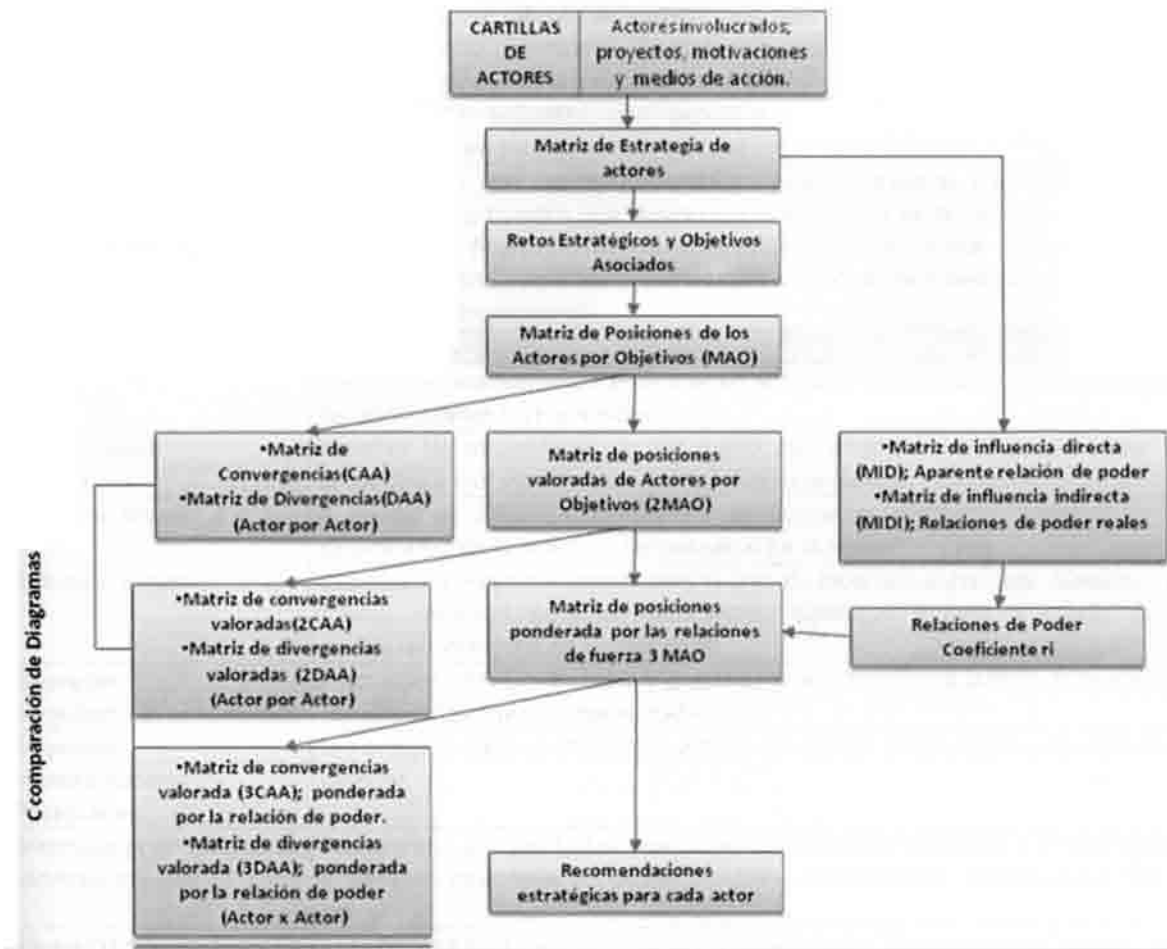 CARTILLAS
DE
ACTORES
Actores involucrados;
proyectos, motivaciones
y medios de acción.
Matriz de Estrategia de
actores
Retos Estratégicos y Objetivos
Asociados
Matriz de Posiciones de los
Actores por Objetivos (MAO)
•Matriz de
Convergencias(CAA)
•Matriz de Divergencias(DAA)
(Actor por Actor)
Matriz de posiciones
valoradas de Actores por
Objetivos (2MAO)
•Matriz de influencia directa
(MID); Aparente relación de poder
•Matriz de influencia indirecta
(MIDI); Relaciones de poder reales
C comparación de Diagramas
•Matriz de convergencias
valoradas(2CAA)
•Matriz de divergencias
valoradas (2DAA)
(Actor por Actor)
Matriz de posiciones
ponderada por las relaciones
de fuerza 3 MAO
Relaciones de Poder
Coeficiente ri
•Matriz de convergencias
valorada (3CAA); ponderada
por la relación de poder.
•Matriz de divergencias
valorada (3DAA); ponderada
por la relación de poder
(Actor x Actor)
Recomendaciones
estratégicas para cada actor